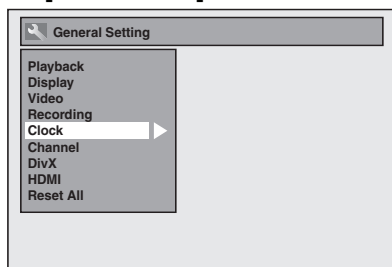 General Setting
Playback
Display
Video
Recording
Clock
Channel
DivX
HDMI
Reset All